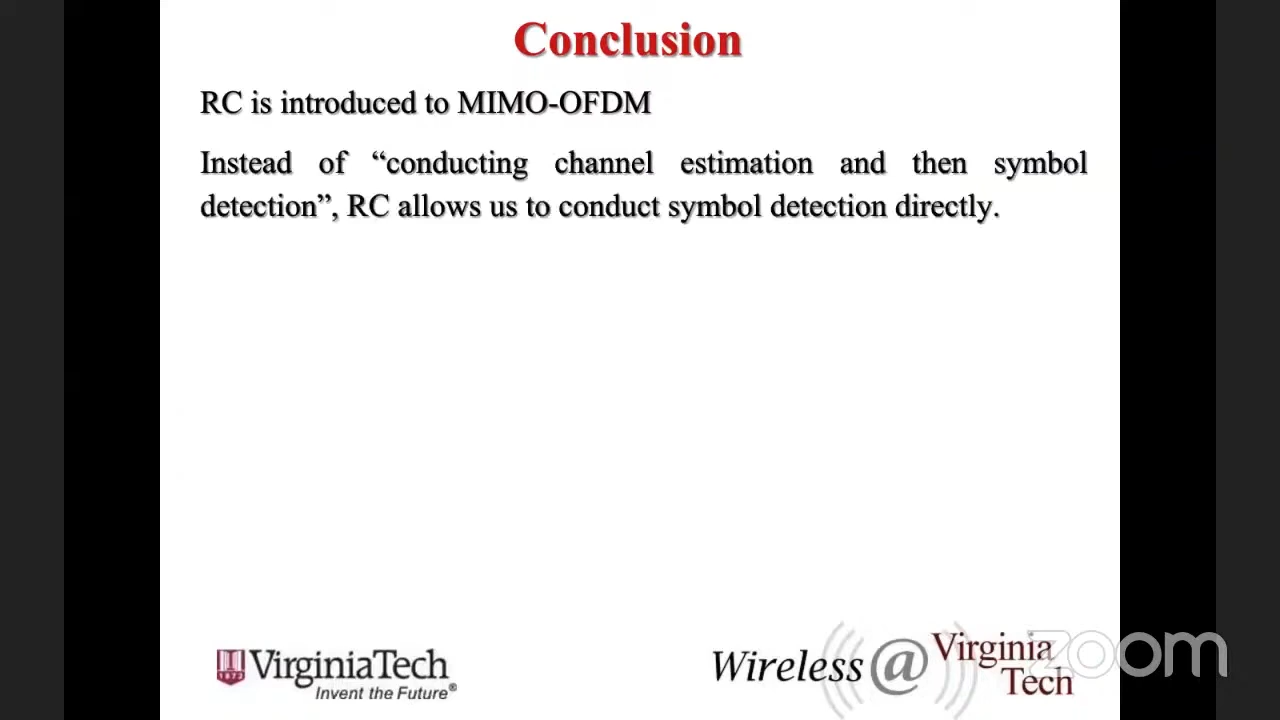 Conclusion
RC is introduced to MIMO-OFDM
Instead of “conducting channel estimation and then symbol
detection”, RC allows us to conduct symbol detection directly.
1872
VirginiaTech
Invent the Future®
Wireless @ Virginia
Tech
zoom